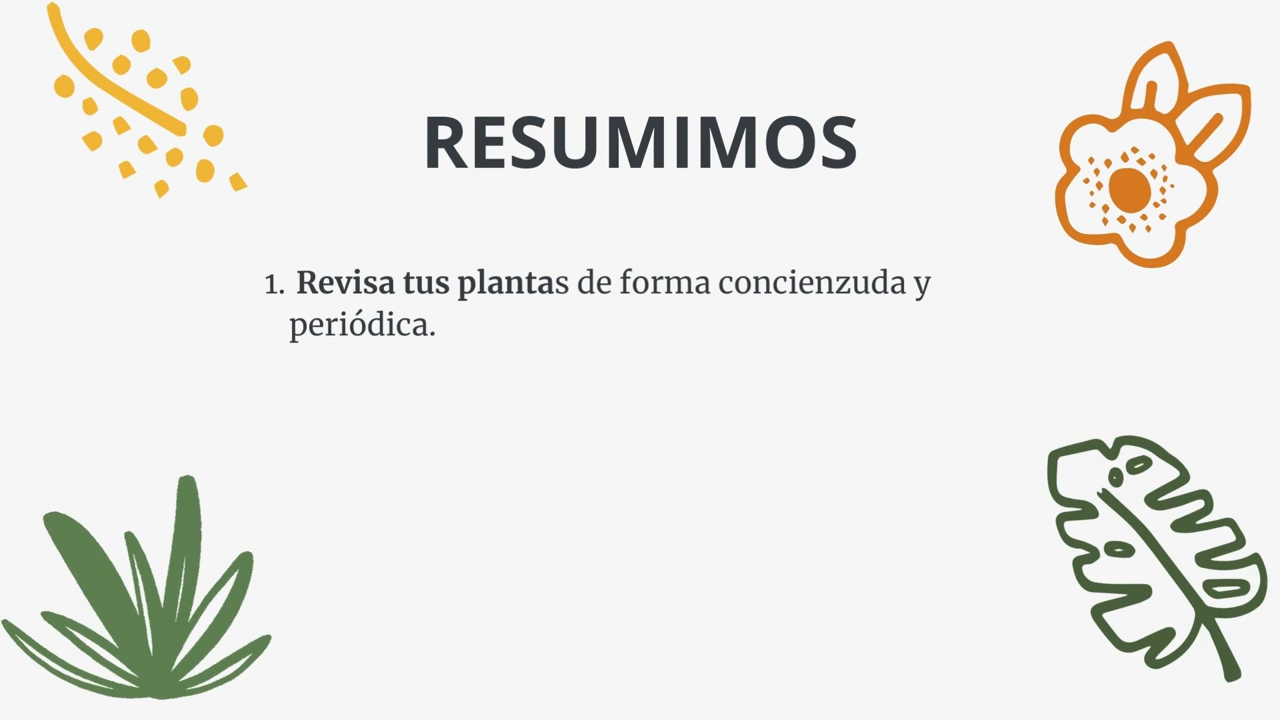 RESUMIMOS
1. Revisa tus plantas de forma concienzuda y
periódica.